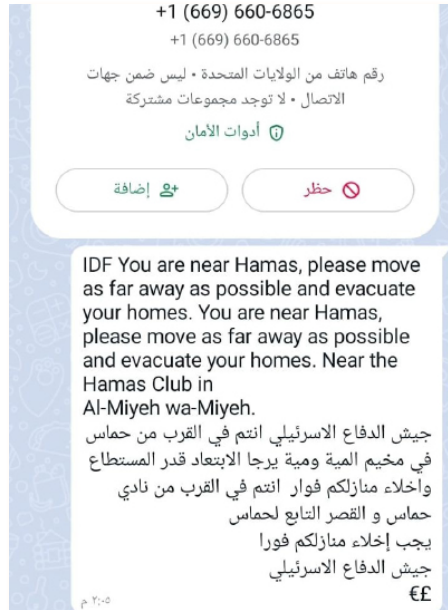 +1 (669) 660-6865
+1 (669) 660-6865
رقم هاتف من الولايات المتحدة • ليس ضمن جهات
الاتصال • لا توجد مجموعات مشتركة
أدوات الأمان
حظر
إضافة
IDF You are near Hamas, please move
as far away as possible and evacuate
your homes. You are near Hamas,
please move as far away as possible
and evacuate your homes. Near the
Hamas Club in
Al-Miyeh wa-Miyeh.
جيش الدفاع الاسرئيلي انتم في القرب من حماس
في مخيم المية ومية يرجا الابتعاد قدر المستطاع
واخلاء منازلكم فوار انتم في القرب من نادي
حماس و القصر التابع لحماس
يجب إخلاء منازلكم فورا
جيش الدفاع الاسرئيلي
€£
٢:٠٥ م